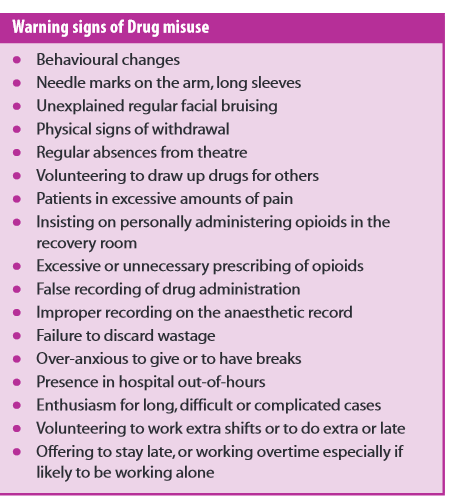 Warning signs of Drug misuse
• Behavioural changes
• Needle marks on the arm, long sleeves
• Unexplained regular facial bruising
• Physical signs of withdrawal
• Regular absences from theatre
• Volunteering to draw up drugs for others
• Patients in excessive amounts of pain
• Insisting on personally administering opioids in the
recovery room
• Excessive or unnecessary prescribing of opioids
• False recording of drug administration
• Improper recording on the anaesthetic record
• Failure to discard wastage
• Over-anxious to give or to have breaks
• Presence in hospital out-of-hours
• Enthusiasm for long, difficult or complicated cases
• Volunteering to work extra shifts or to do extra or late
• Offering to stay late, or working overtime especially if
likely to be working alone